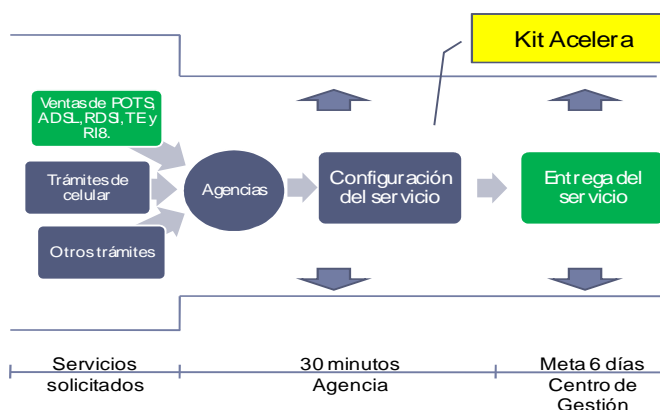 Kit Acelera
Ventas de POTS,
ADSL, RDSI, TE y
RI8.
Trámites de
celular
Otros trámites
Agencias
Configuración
del servicio
Entrega del
servicio
Servicios
solicitados
30 minutos
Agencia
Meta 6 días
Centro de
Gestión